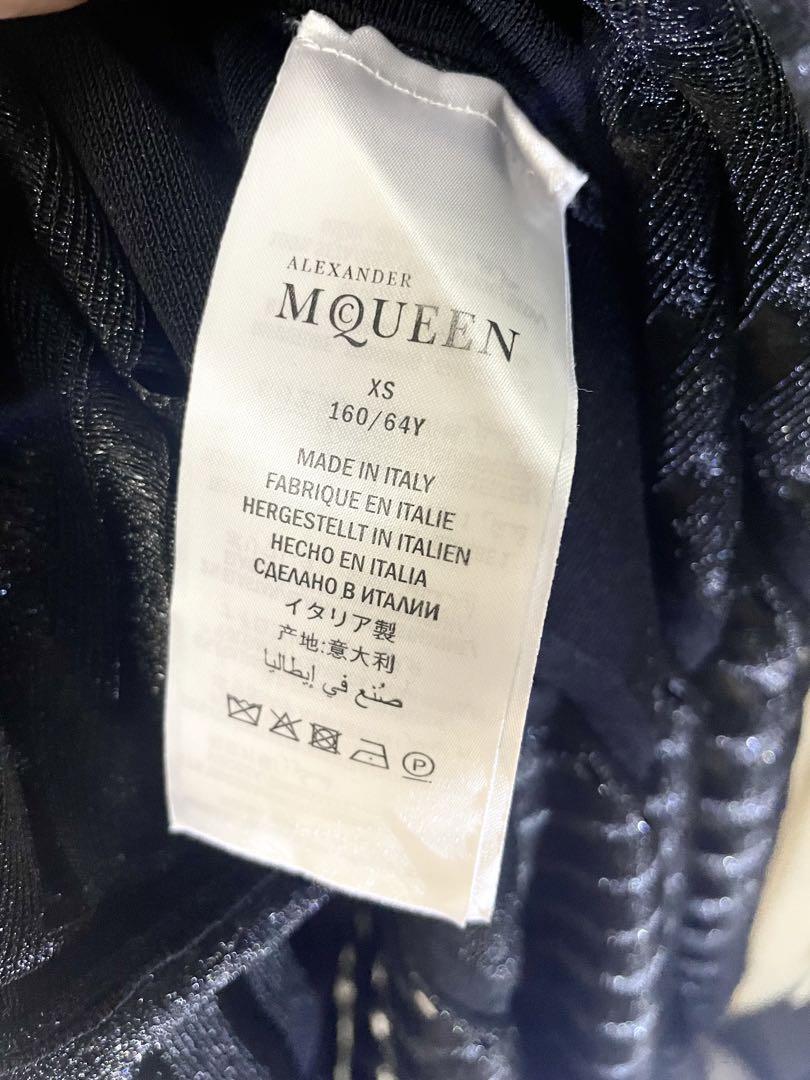 ALEXANDER
McQUEEN
XS
160/64Y
MADE IN ITALY
FABRIQUE EN ITALIE
HERGESTELLT IN ITALIEN
HECHO EN ITALIA
СДЕЛАНО В ИТАЛИИ
イタリア製
产地:意大利
صُنع في إيطاليا
P